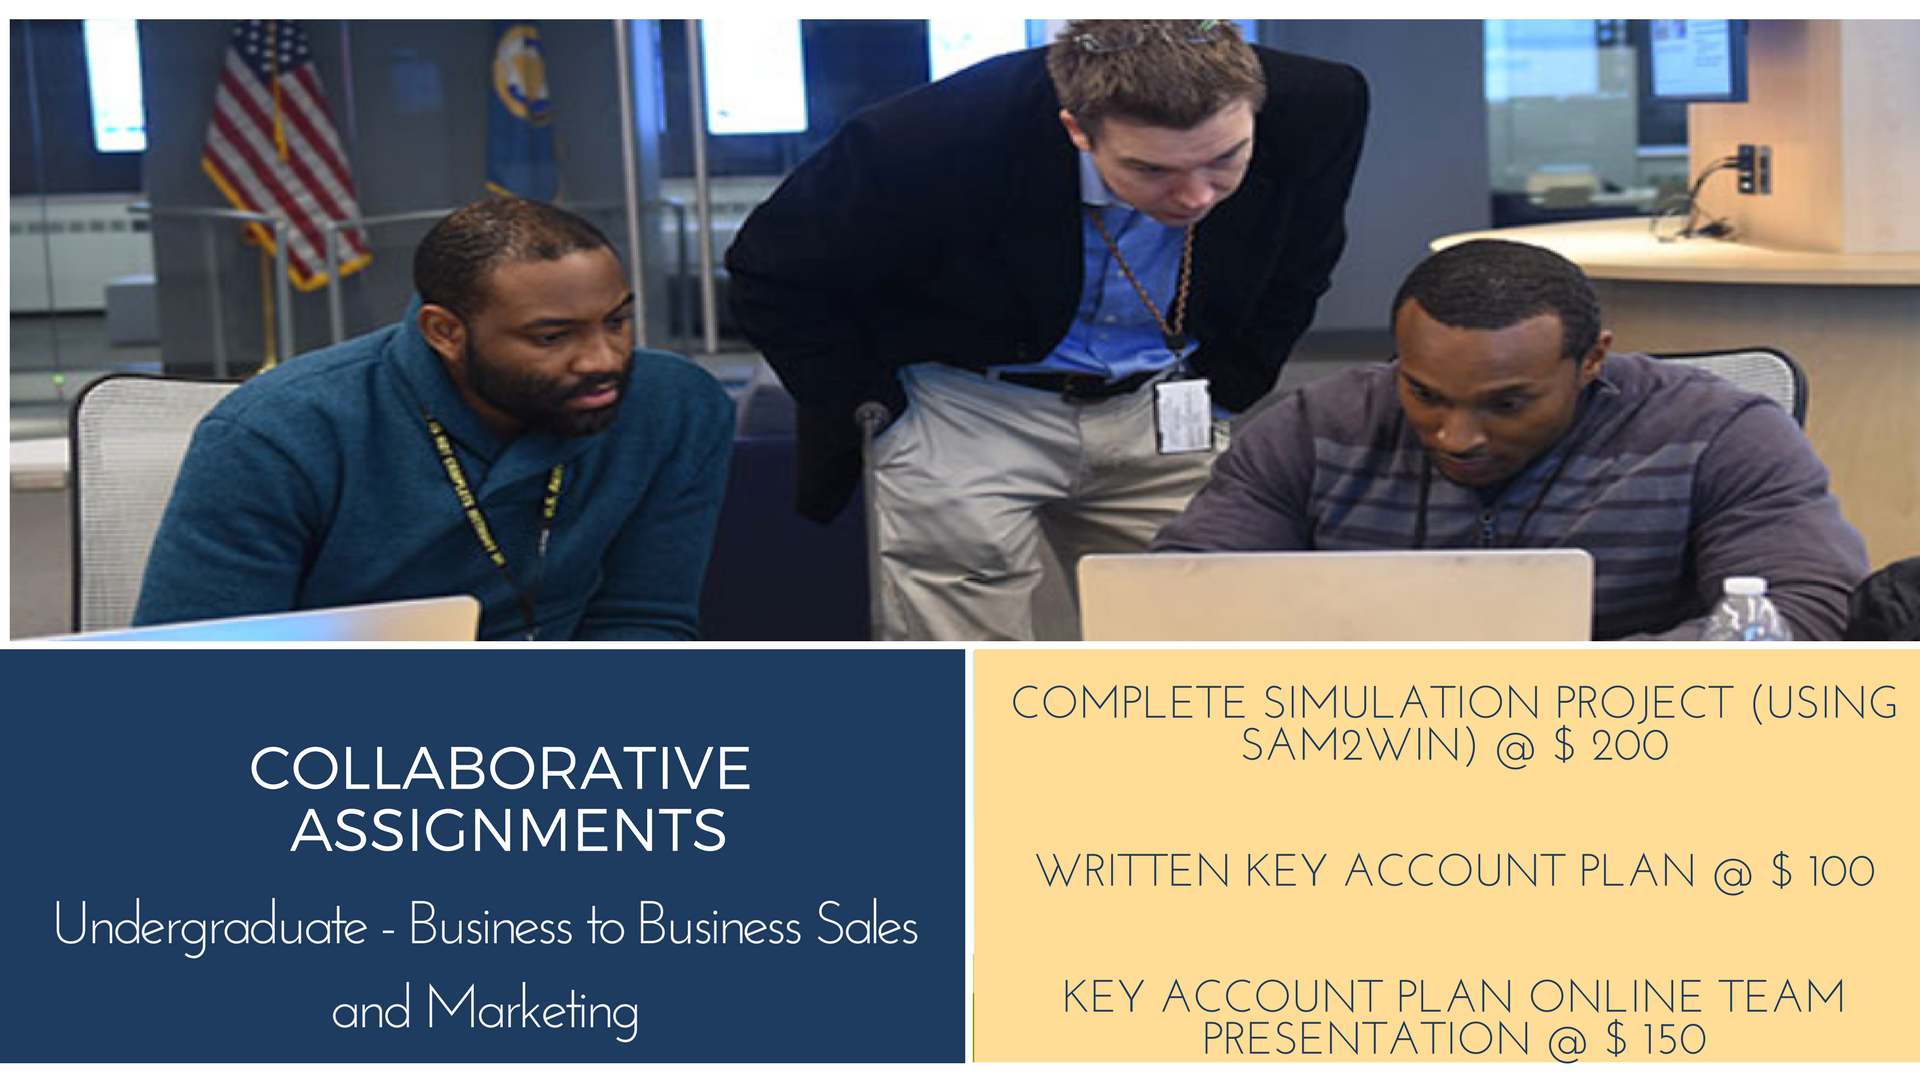 COLLABORATIVE
ASSIGNMENTS
Undergraduate - Business to Business Sales
and Marketing
COMPLETE SIMULATION PROJECT (USING
SAM2WIN) @ $ 200
WRITTEN KEY ACCOUNT PLAN @ $ 100
KEY ACCOUNT PLAN ONLINE TEAM
PRESENTATION @ $ 150